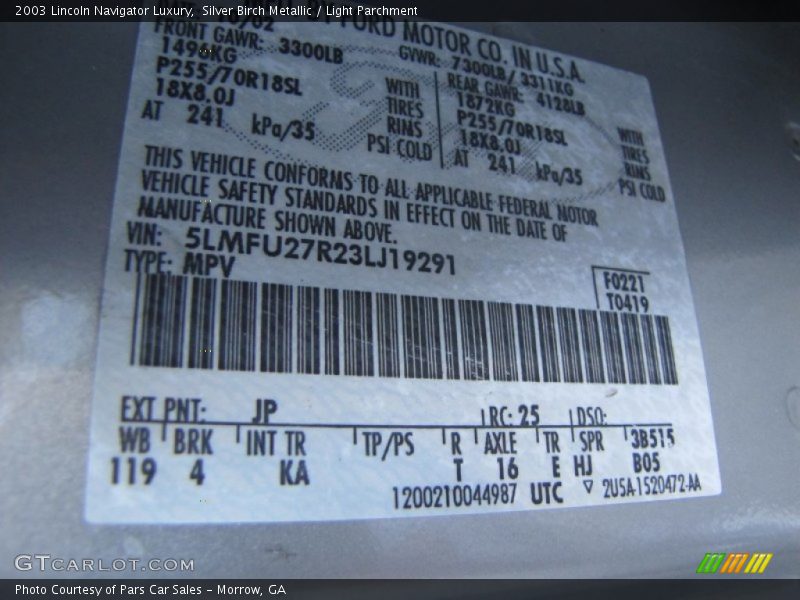 2003 Lincoln Navigator Luxury, Silver Birch Metallic / Light Parchment
10/02 FORD MOTOR CO. IN U.S.A.
FRONT GAWR: 3300LB
1496KG
P255/70R18SL WITH TIRES
18X8.0J RINS
AT 241 kPa/35 PSI COLD
GVWR: 7300LB / 3311KG
REAR GAWR: 4128LB
1872KG WITH
P255/70R18SL TIRES
18X8.0J RINS
AT 241 kPa/35 PSI COLD
THIS VEHICLE CONFORMS TO ALL APPLICABLE FEDERAL MOTOR
VEHICLE SAFETY STANDARDS IN EFFECT ON THE DATE OF
MANUFACTURE SHOWN ABOVE.
VIN: 5LMFU27R23LJ19291
TYPE: MPV
F0221
T0419
EXT PNT: JP RC: 25 DSO:
WB BRK INT TR TP/PS R AXLE TR SPR 3B515
119 4 KA T 16 E HJ B05
1200210044987 UTC ▽ 2U5A-1520472-AA
GTCARLOT.COM
Photo Courtesy of Pars Car Sales - Morrow, GA